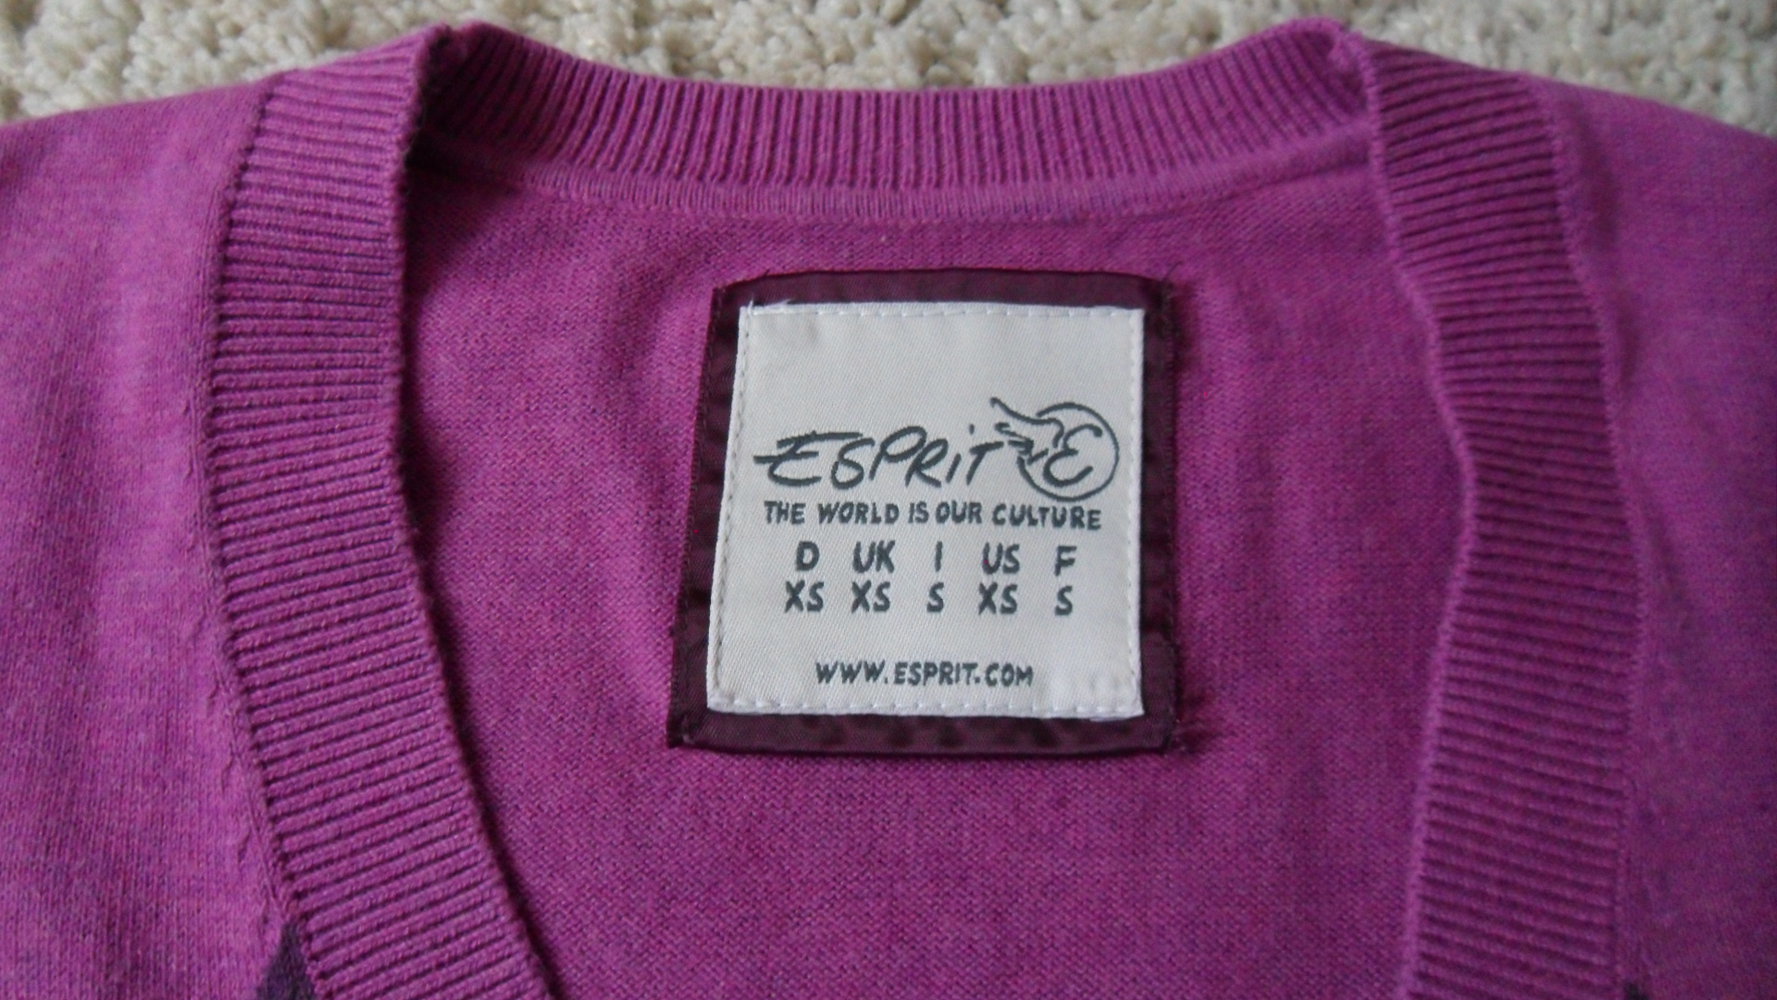 ESPRIT E
THE WORLD IS OUR CULTURE
D UK I US F
XS XS S XS S
WWW.ESPRIT.COM